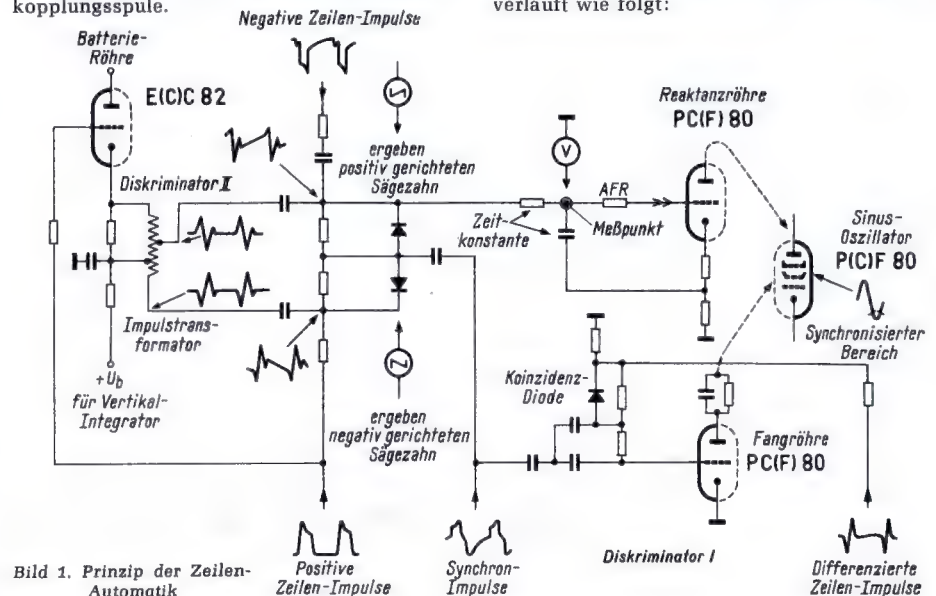 kopplungsspule.
verläuft wie folgt:
Negative Zeilen-Impulse
Batterie-
Röhre
E(C)C 82
Diskriminator II
ergeben
positiv gerichteten
Sägezahn
V
Reaktanzröhre
PC(F) 80
AFR
Zeit-
konstante
Meßpunkt
Sinus-
Oszillator
P(C)F 80
Synchronisierter
Bereich
Impulstrans-
formator
+Ub
für Vertikal-
Integrator
ergeben
negativ gerichteten
Sägezahn
Koinzidenz-
Diode
Fangröhre
PC(F) 80
Positive
Zeilen-Impulse
Synchron-
Impulse
Diskriminator I
Differenzierte
Zeilen-Impulse
Bild 1. Prinzip der Zeilen-
Automatik